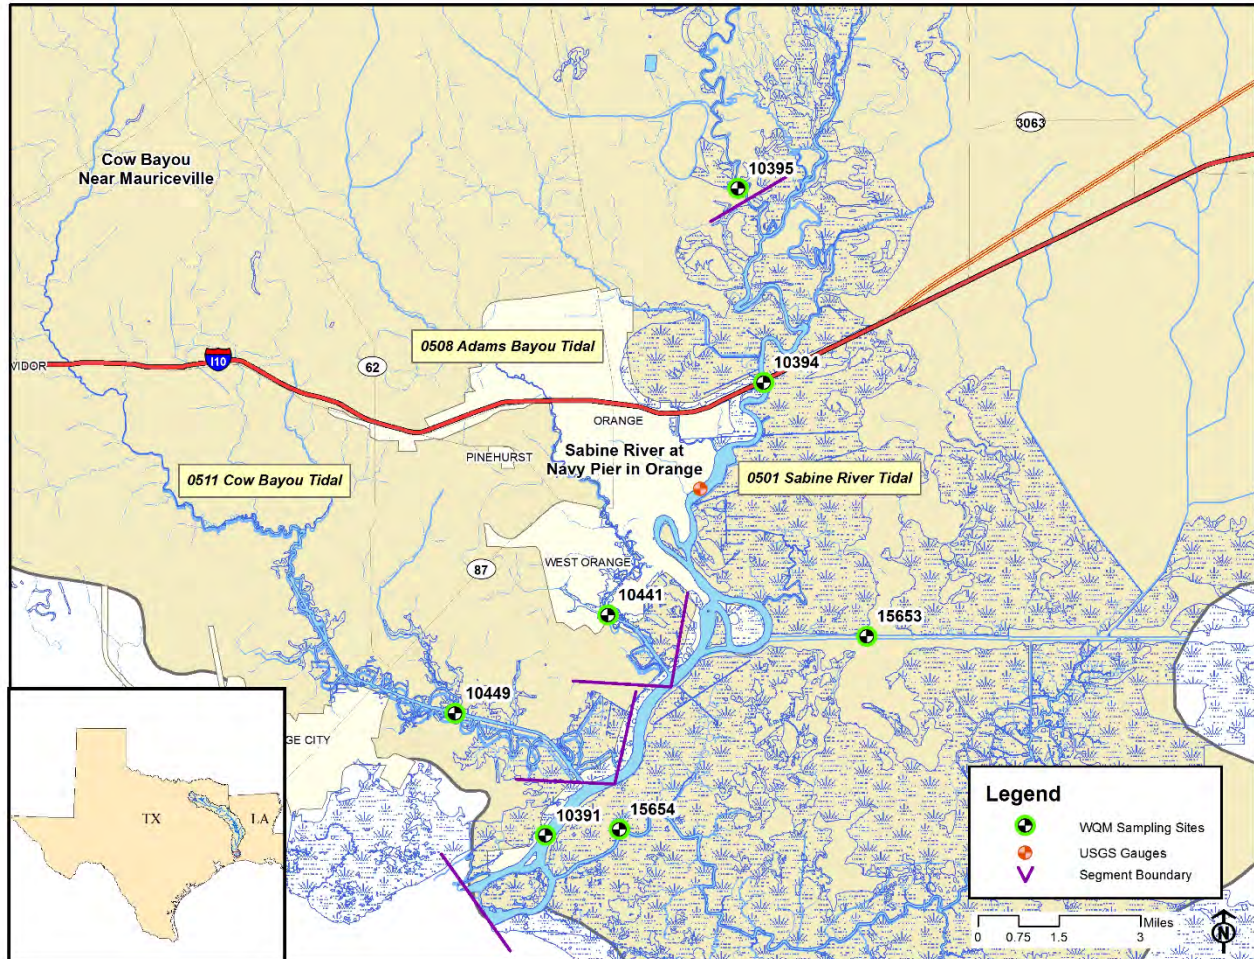 3063
Cow Bayou
Near Mauriceville
10395
0508 Adams Bayou Tidal
10394
VIDOR
I10
62
ORANGE
PINEHURST
Sabine River at
Navy Pier in Orange
0511 Cow Bayou Tidal
0501 Sabine River Tidal
WEST ORANGE
87
10441
15653
10449
GE CITY
10391
15654
TX
LA
Legend
WQM Sampling Sites
USGS Gauges
Segment Boundary
Miles
0 0.75 1.5 3
N